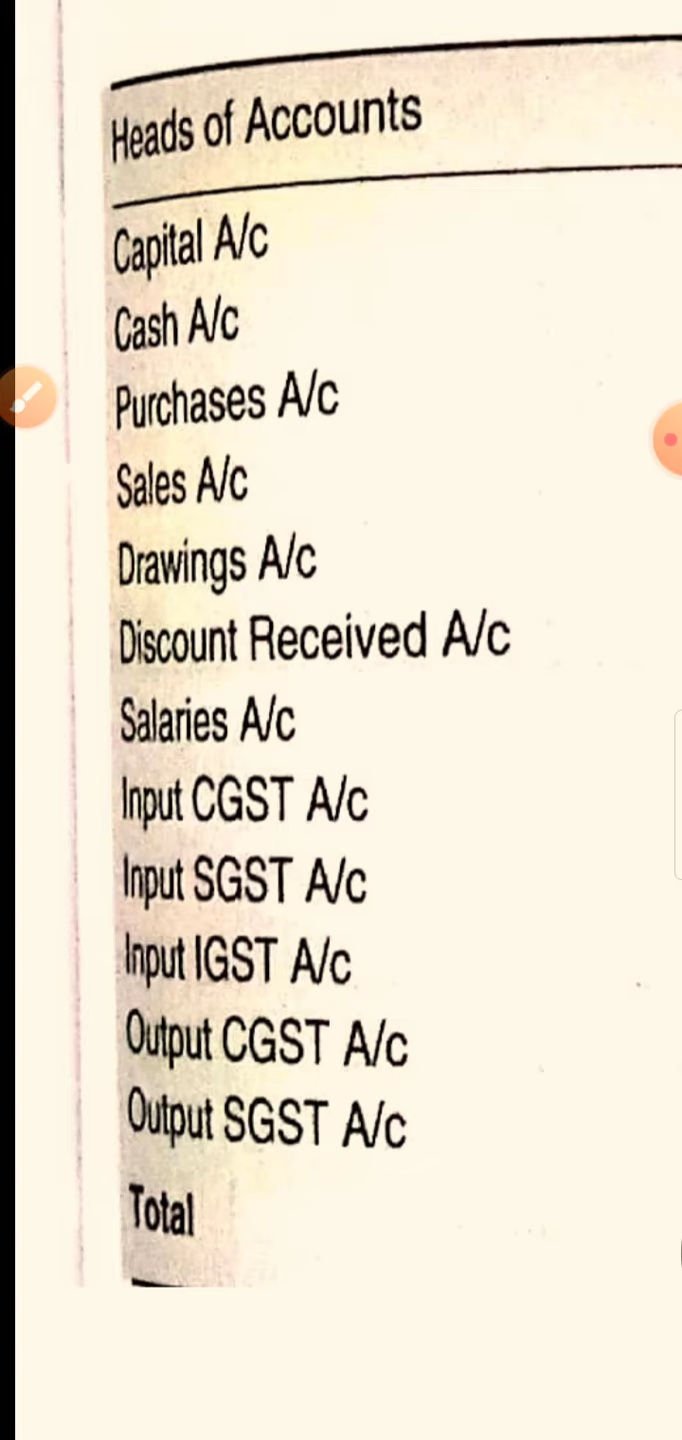 Heads of Accounts
Capital A/c
Cash A/c
Purchases A/c
Sales A/c
Drawings A/c
Discount Received A/c
Salaries A/c
Input CGST A/c
Input SGST A/c
Input IGST A/c
Output CGST A/c
Output SGST A/c
Total